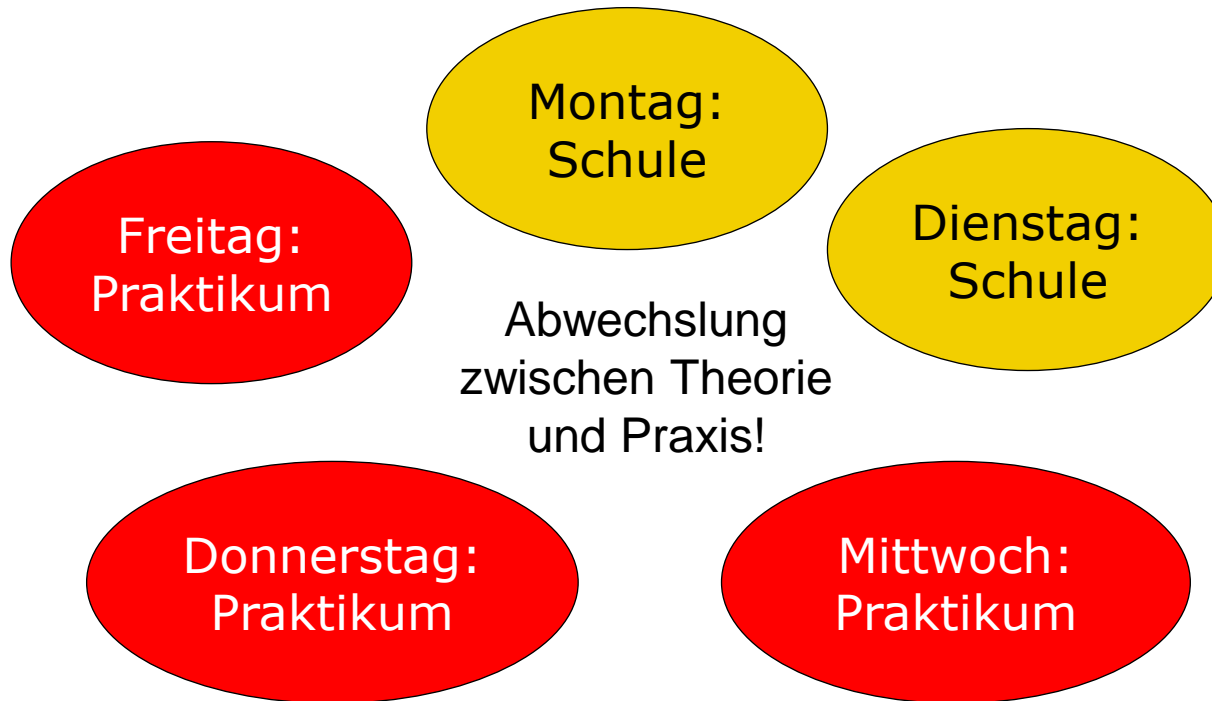 Montag:
Schule
Dienstag:
Schule
Mittwoch:
Praktikum
Donnerstag:
Praktikum
Freitag:
Praktikum
Abwechslung
zwischen Theorie
und Praxis!